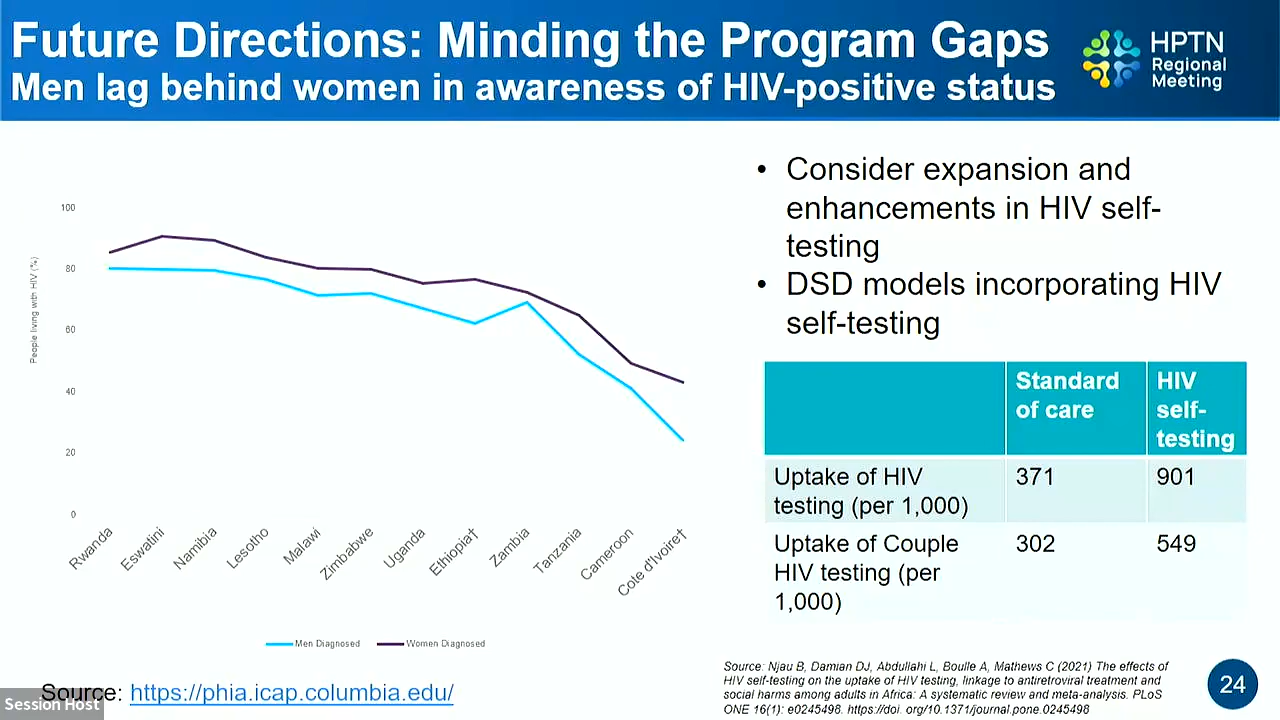 Future Directions: Minding the Program Gaps
Men lag behind women in awareness of HIV-positive status
HPTN
Regional
Meeting
• Consider expansion and
enhancements in HIV self-
testing
• DSD models incorporating HIV
self-testing
People living with HIV (%)
100
80
60
40
20
0
Rwanda
Eswatini
Namibia
Lesotho
Malawi
Zimbabwe
Uganda
Ethiopia†
Zambia
Tanzania
Cameroon
Cote d'Ivoire†
Men Diagnosed
Women Diagnosed
Standard
of care
HIV
self-
testing
Uptake of HIV
testing (per 1,000)
371
901
Uptake of Couple
HIV testing (per
1,000)
302
549
Source: https://phia.icap.columbia.edu/
Session Host
Source: Njau B, Damian DJ, Abdullahi L, Boulle A, Mathews C (2021) The effects of
HIV self-testing on the uptake of HIV testing, linkage to antiretroviral treatment and
social harms among adults in Africa: A systematic review and meta-analysis. PLoS
ONE 16(1): e0245498. https://doi. org/10.1371/journal.pone.0245498
24